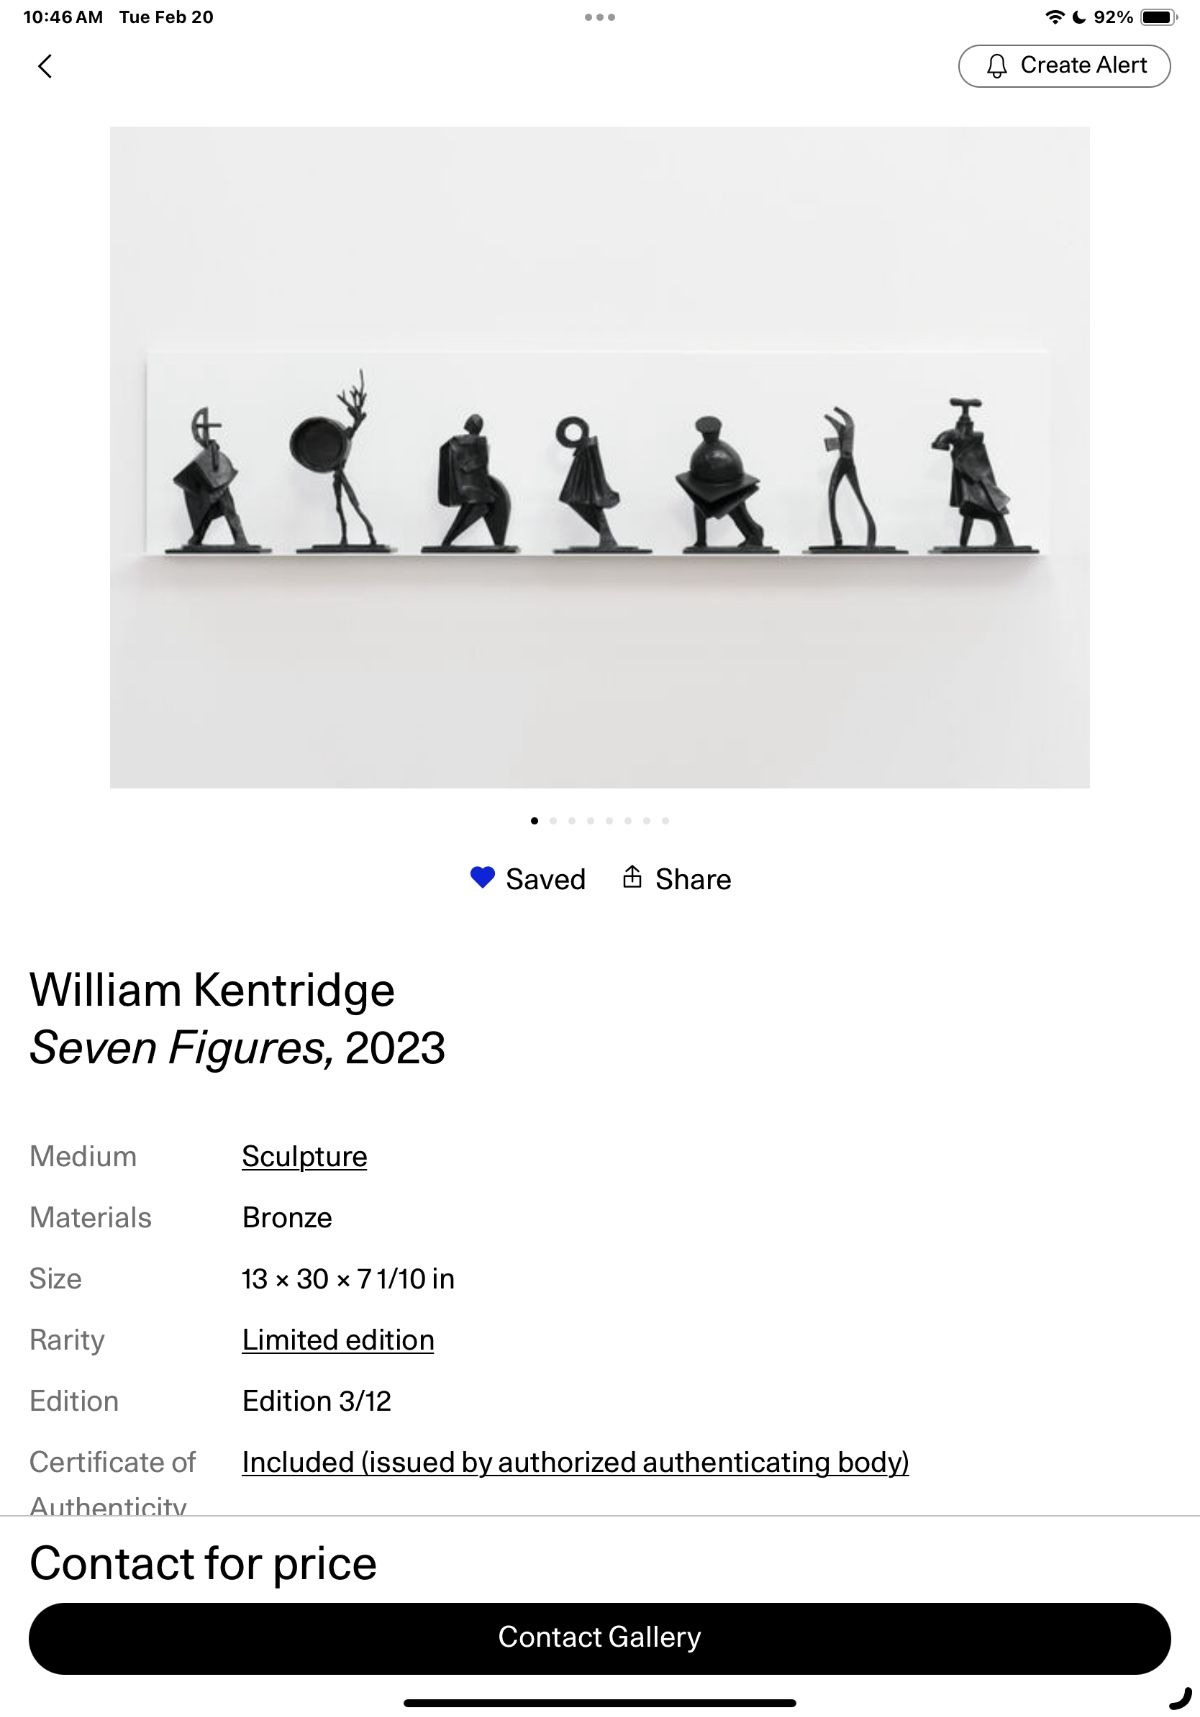 10:46 AM Tue Feb 20
92%
Create Alert
Saved Share
William Kentridge
Seven Figures, 2023
Medium Sculpture
Materials Bronze
Size 13 × 30 × 7 1/10 in
Rarity Limited edition
Edition Edition 3/12
Certificate of Included (issued by authorized authenticating body)
Authenticity
Contact for price
Contact Gallery